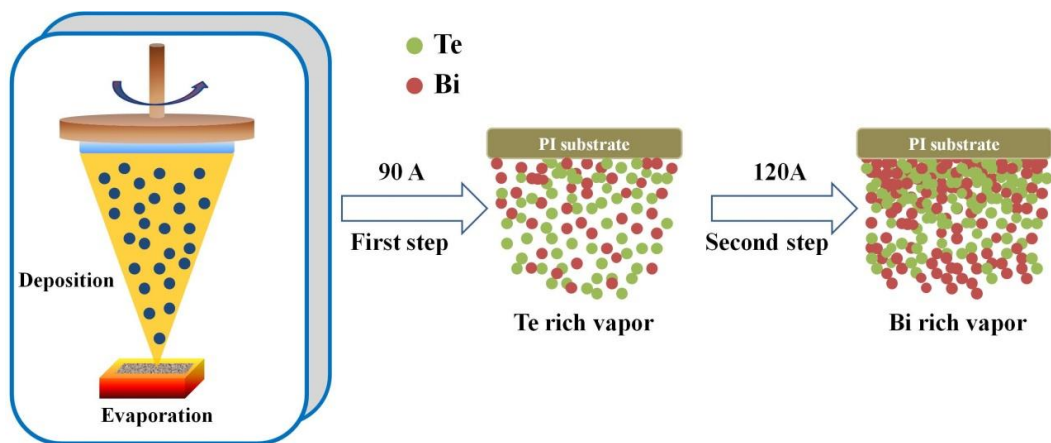 Deposition
Evaporation
Te
Bi
90 A
First step
PI substrate
Te rich vapor
120A
Second step
PI substrate
Bi rich vapor